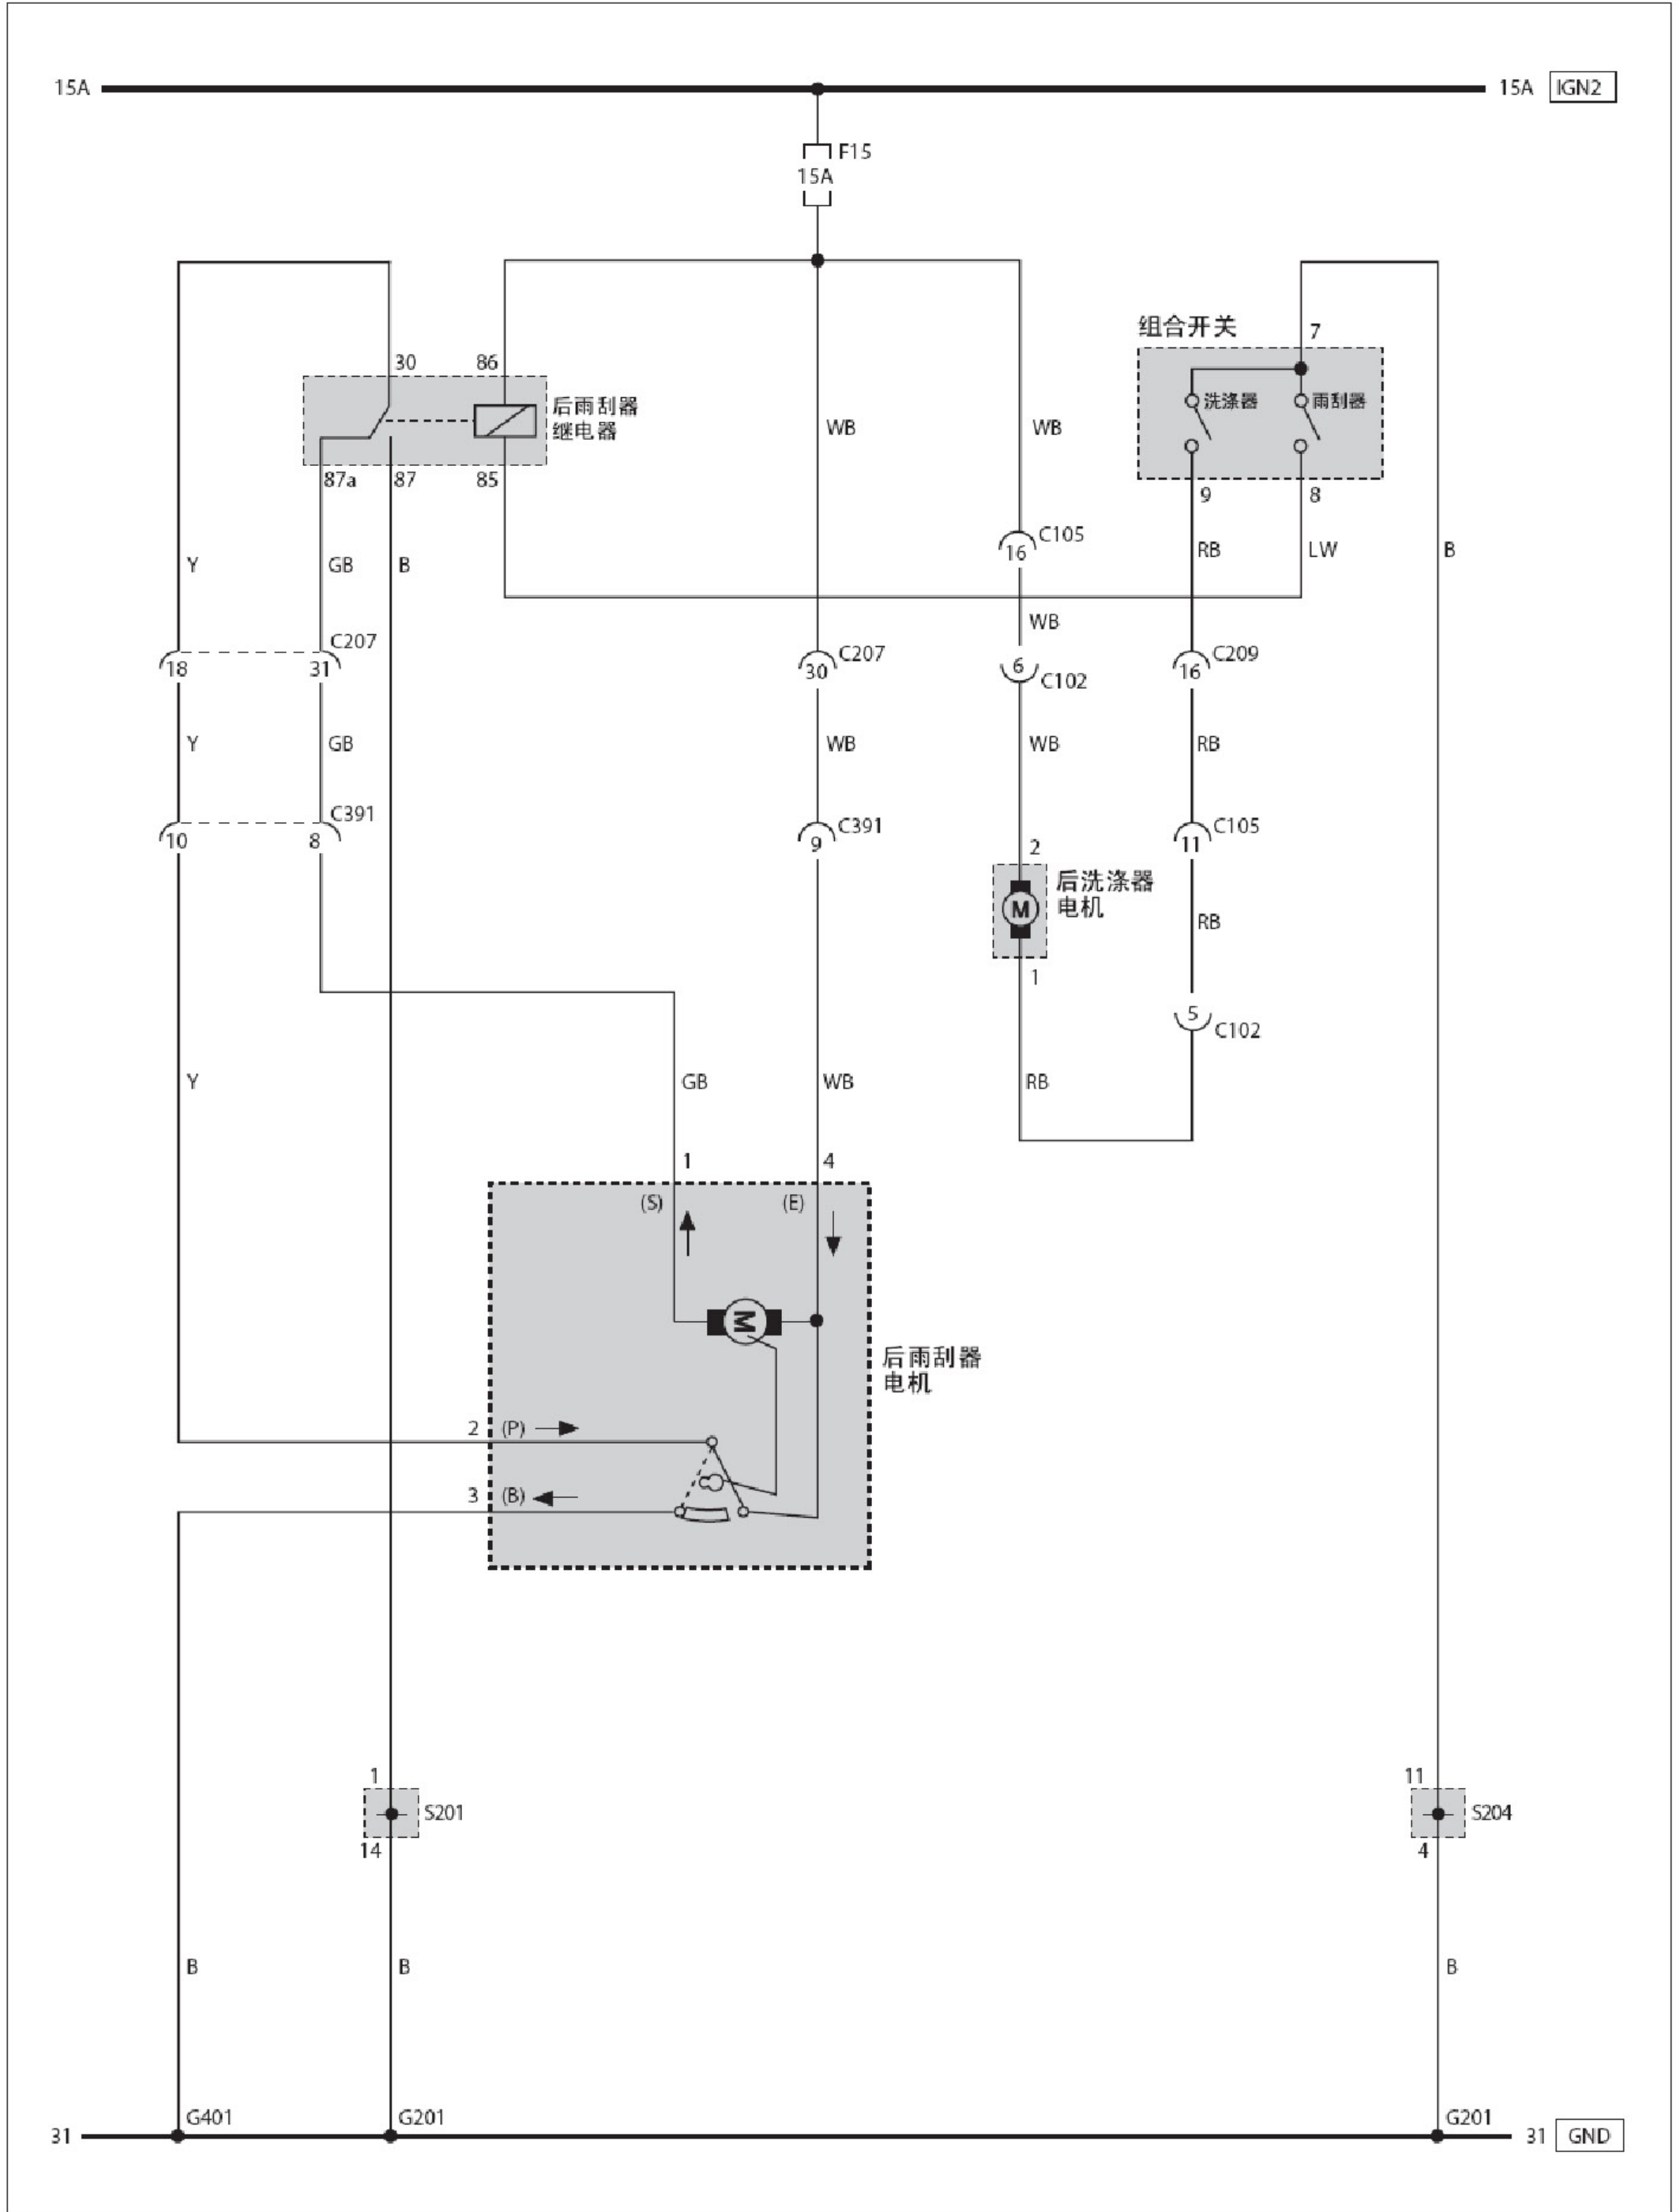 15A
15A IGN2
F15
15A
组合开关
7
30
86
后雨刮器
继电器
洗涤器
雨刮器
WB
WB
87a
87
85
9
8
C105
16
RB
LW
B
Y
GB
B
WB
C207
18
31
C207
30
6
C102
C209
16
Y
GB
WB
WB
RB
C391
10
8
C391
9
C105
11
2
后洗涤器
电机
M
RB
1
5
C102
Y
GB
WB
RB
1
4
(S)
(E)
M
后雨刮器
电机
2
(P)
3
(B)
1
S201
14
11
S204
4
B
B
B
G401
G201
G201
31
31 GND